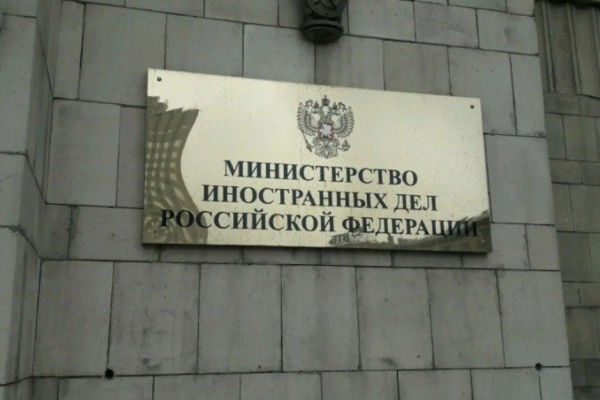 МИНИСТЕРСТВО
ИНОСТРАННЫХ ДЕЛ
РОССИЙСКОЙ ФЕДЕРАЦИИ